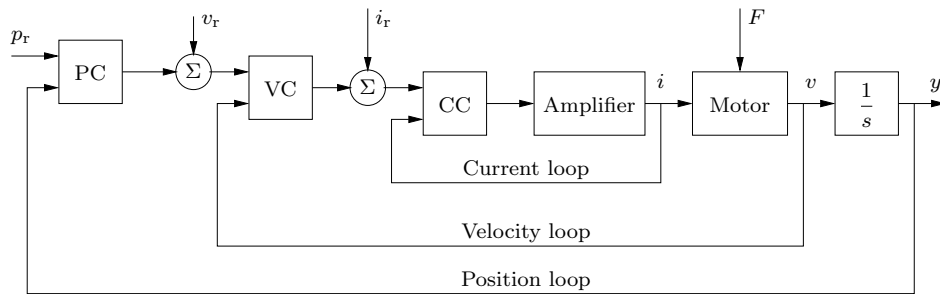 p_r
PC
Σ
v_r
VC
Σ
i_r
CC
Amplifier
i
F
Motor
v
1
s
y
Current loop
Velocity loop
Position loop